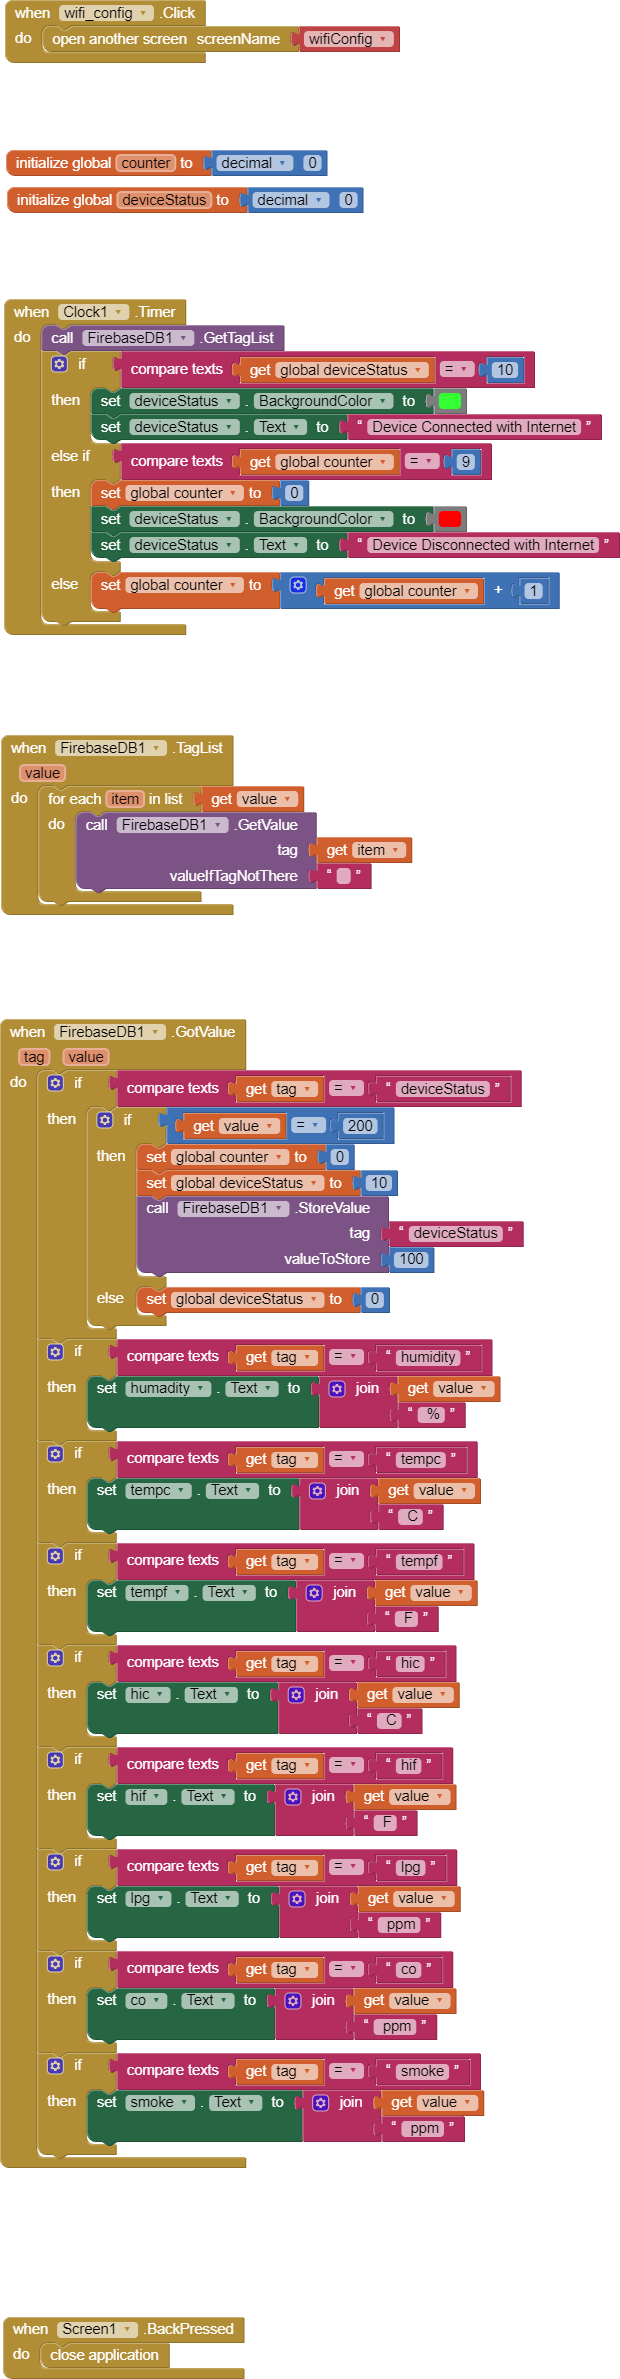 when wifi_config .Click
do open another screen screenName wifiConfig
initialize global counter to decimal 0
initialize global deviceStatus to decimal 0
when Clock1 .Timer
do call FirebaseDB1 .GetTagList
if compare texts get global deviceStatus = 10
then set deviceStatus . BackgroundColor to
set deviceStatus . Text to “ Device Connected with Internet ”
else if compare texts get global counter = 9
then set global counter to 0
set deviceStatus . BackgroundColor to
set deviceStatus . Text to “ Device Disconnected with Internet ”
else set global counter to get global counter + 1
when FirebaseDB1 .TagList
value
do for each item in list get value
do call FirebaseDB1 .GetValue
tag get item
valueIfTagNotThere “ ”
when FirebaseDB1 .GotValue
tag value
do if compare texts get tag = “ deviceStatus ”
then if get value = 200
then set global counter to 0
set global deviceStatus to 10
call FirebaseDB1 .StoreValue
tag “ deviceStatus ”
valueToStore 100
else set global deviceStatus to 0
if compare texts get tag = “ humidity ”
then set humadity . Text to join get value
“ % ”
if compare texts get tag = “ tempc ”
then set tempc . Text to join get value
“ C ”
if compare texts get tag = “ tempf ”
then set tempf . Text to join get value
“ F ”
if compare texts get tag = “ hic ”
then set hic . Text to join get value
“ C ”
if compare texts get tag = “ hif ”
then set hif . Text to join get value
“ F ”
if compare texts get tag = “ lpg ”
then set lpg . Text to join get value
“ ppm ”
if compare texts get tag = “ co ”
then set co . Text to join get value
“ ppm ”
if compare texts get tag = “ smoke ”
then set smoke . Text to join get value
“ ppm ”
when Screen1 .BackPressed
do close application